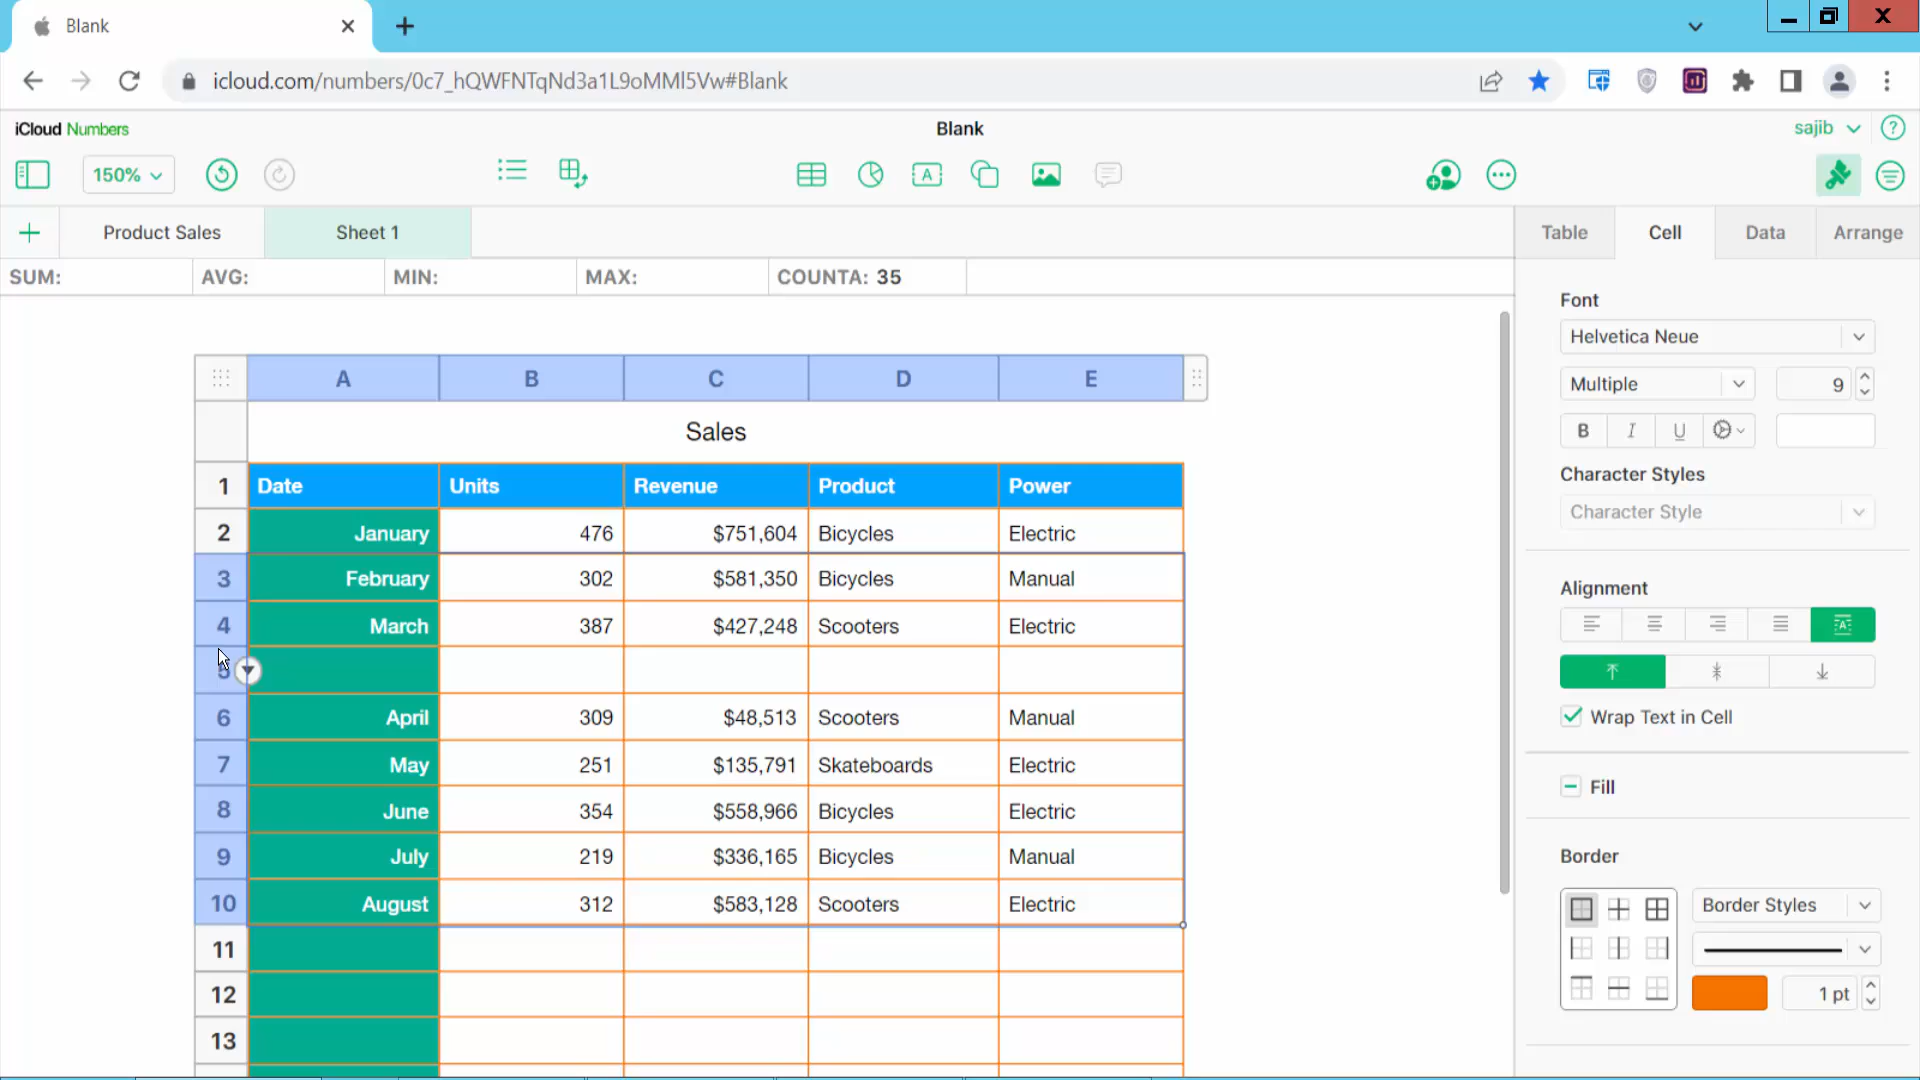 Blank
icloud.com/numbers/0c7_hQWFNTqNd3a1L9oMMl5Vw#Blank
iCloud Numbers
Blank
sajib
150%
Product Sales
Sheet 1
Table
Cell
Data
Arrange
SUM:
AVG:
MIN:
MAX:
COUNTA: 35
A B C D E
Sales
1 Date Units Revenue Product Power
2 January 476 $751,604 Bicycles Electric
3 February 302 $581,350 Bicycles Manual
4 March 387 $427,248 Scooters Electric
5
6 April 309 $48,513 Scooters Manual
7 May 251 $135,791 Skateboards Electric
8 June 354 $558,966 Bicycles Electric
9 July 219 $336,165 Bicycles Manual
10 August 312 $583,128 Scooters Electric
11
12
13
Font
Helvetica Neue
Multiple 9
B I U
Character Styles
Character Style
Alignment
Wrap Text in Cell
Fill
Border
Border Styles
1 pt